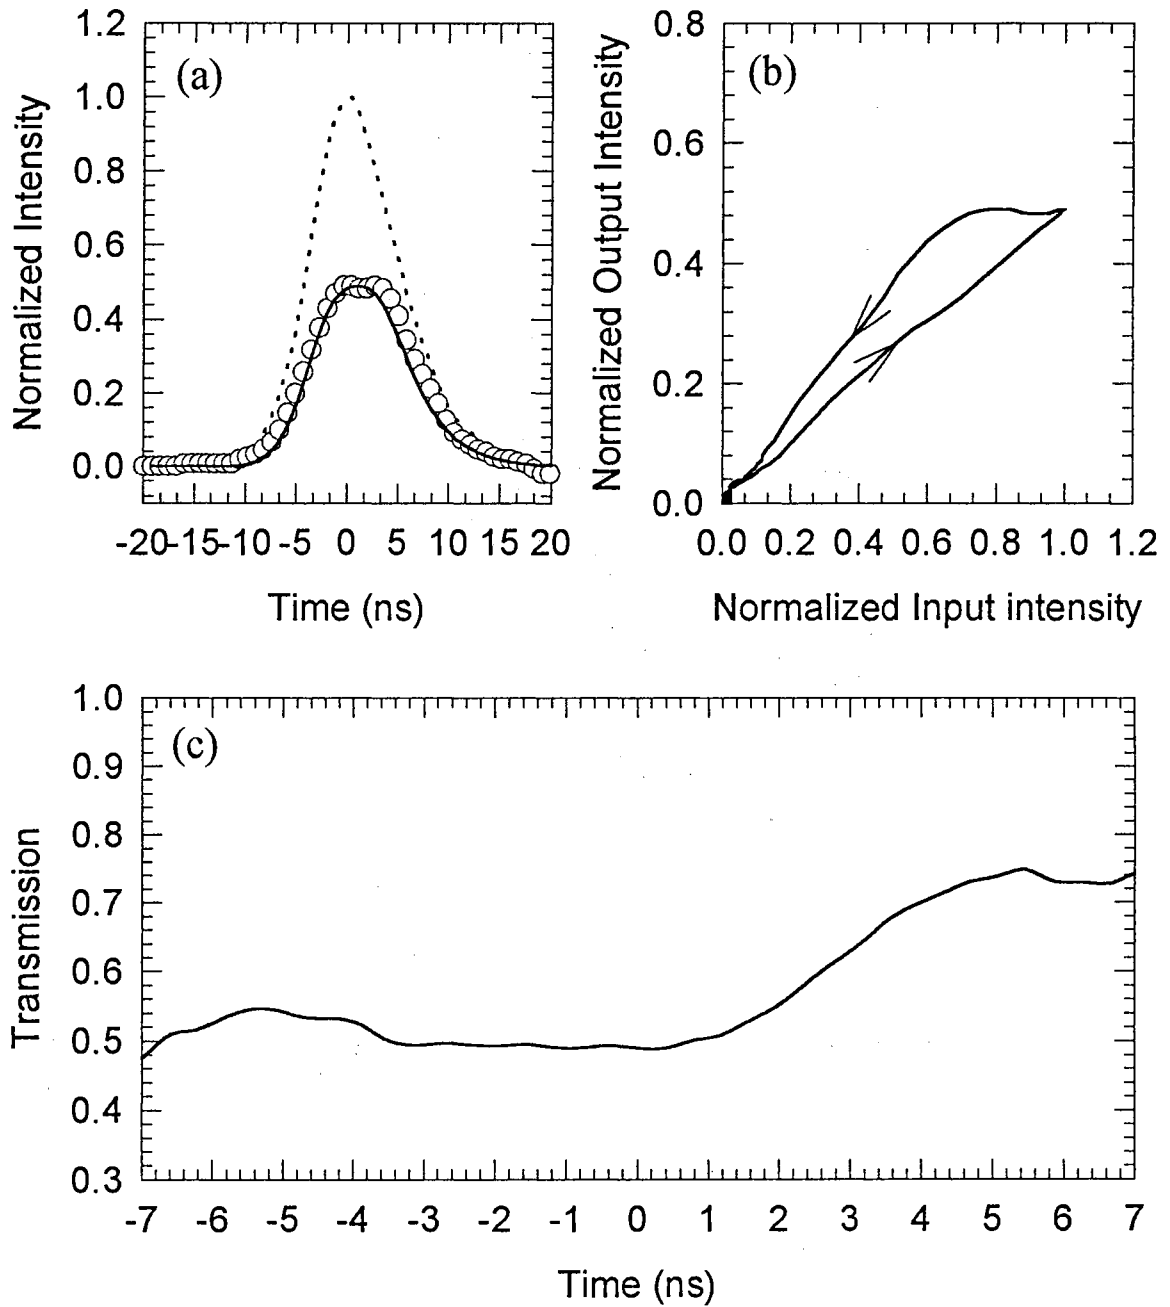 (a)
Normalized Intensity
1.2
1.0
0.8
0.6
0.4
0.2
0.0
-20 -15 -10 -5 0 5 10 15 20
Time (ns)
(b)
Normalized Output Intensity
0.8
0.6
0.4
0.2
0.0
0.0 0.2 0.4 0.6 0.8 1.0 1.2
Normalized Input intensity
(c)
Transmission
1.0
0.9
0.8
0.7
0.6
0.5
0.4
0.3
-7 -6 -5 -4 -3 -2 -1 0 1 2 3 4 5 6 7
Time (ns)